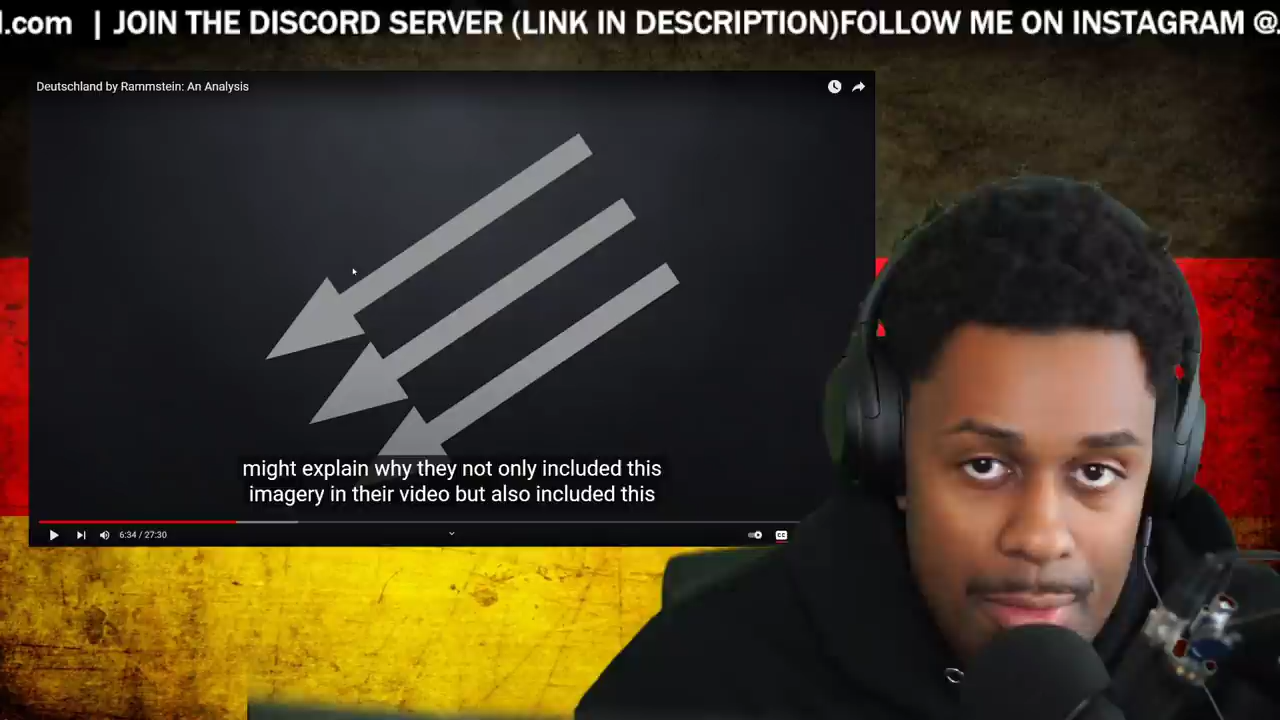 l.com | JOIN THE DISCORD SERVER (LINK IN DESCRIPTION)FOLLOW ME ON INSTAGRAM @
Deutschland by Rammstein: An Analysis
might explain why they not only included this
imagery in their video but also included this
6:34 / 27:30
CC